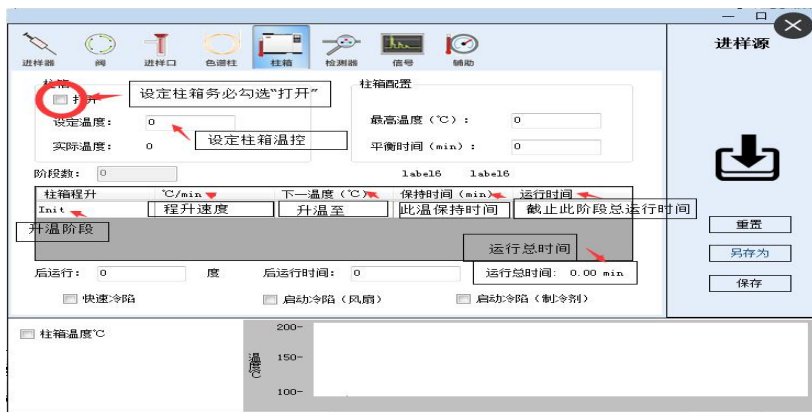 进样源
进样器 阀 进样口 色谱柱 柱箱 检测器 信号 辅助
柱箱 柱箱配置
打开 设定柱箱务必勾选“打开”
设定温度： 0 最高温度（℃）： 0
设定柱箱温控
实际温度： 0 平衡时间（min）： 0
阶段数： 0 label6 label6
柱箱程升 ℃/min 下一温度（℃） 保持时间（min） 运行时间
Init 程升速度 升温至 此温保持时间 截止此阶段总运行时间
升温阶段
运行总时间
后运行： 0 度 后运行时间： 0 运行总时间： 0.00 min
快速冷陷 启动冷陷（风扇） 启动冷陷（制冷剂）
重置
另存为
保存
柱箱温度℃
温度℃
200-
150-
100-